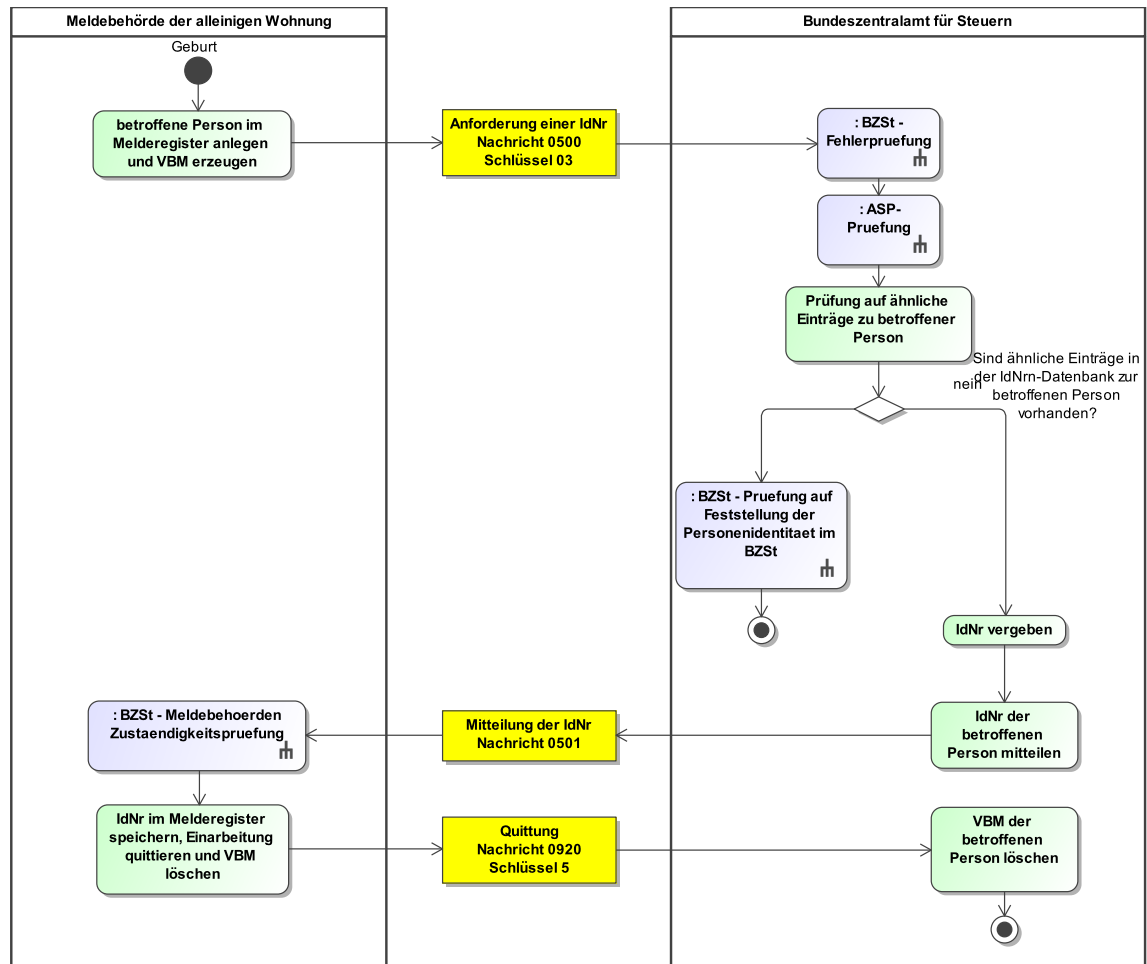 Meldebehörde der alleinigen Wohnung
Bundeszentralamt für Steuern
Geburt
betroffene Person im
Melderegister anlegen
und VBM erzeugen
Anforderung einer IdNr
Nachricht 0500
Schlüssel 03
: BZSt -
Fehlerpruefung
: ASP-
Pruefung
Prüfung auf ähnliche
Einträge zu betroffener
Person
Sind ähnliche Einträge in
der IdNrn-Datenbank zur
betroffenen Person
vorhanden?
nein
: BZSt - Pruefung auf
Feststellung der
Personenidentitaet im
BZSt
IdNr vergeben
IdNr der
betroffenen
Person mitteilen
Mitteilung der IdNr
Nachricht 0501
: BZSt - Meldebehoerden
Zustaendigkeitspruefung
IdNr im Melderegister
speichern, Einarbeitung
quittieren und VBM
löschen
Quittung
Nachricht 0920
Schlüssel 5
VBM der
betroffenen
Person löschen